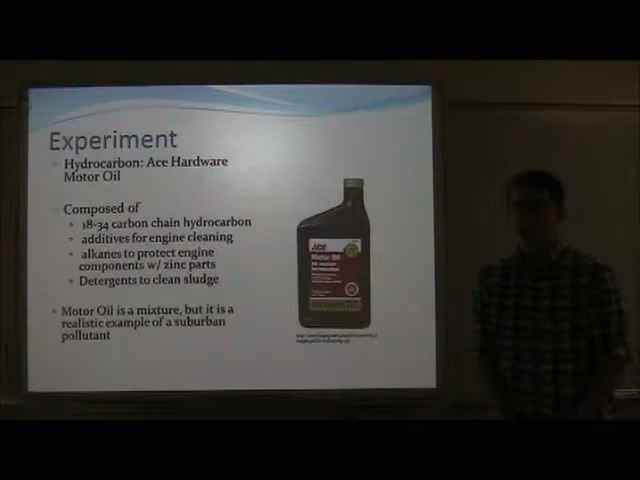 Experiment
Hydrocarbon: Ace Hardware
Motor Oil
Composed of
18-34 carbon chain hydrocarbon
additives for engine cleaning
alkanes to protect engine
components w/ zinc parts
Detergents to clean sludge
Motor Oil is a mixture, but it is a
realistic example of a suburban
pollutant
ACE
Motor Oil